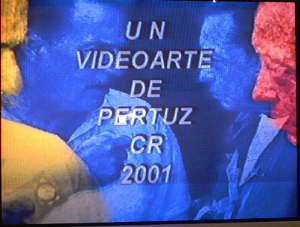 UN
VIDEOARTE
DE
PERTUZ
CR
2001